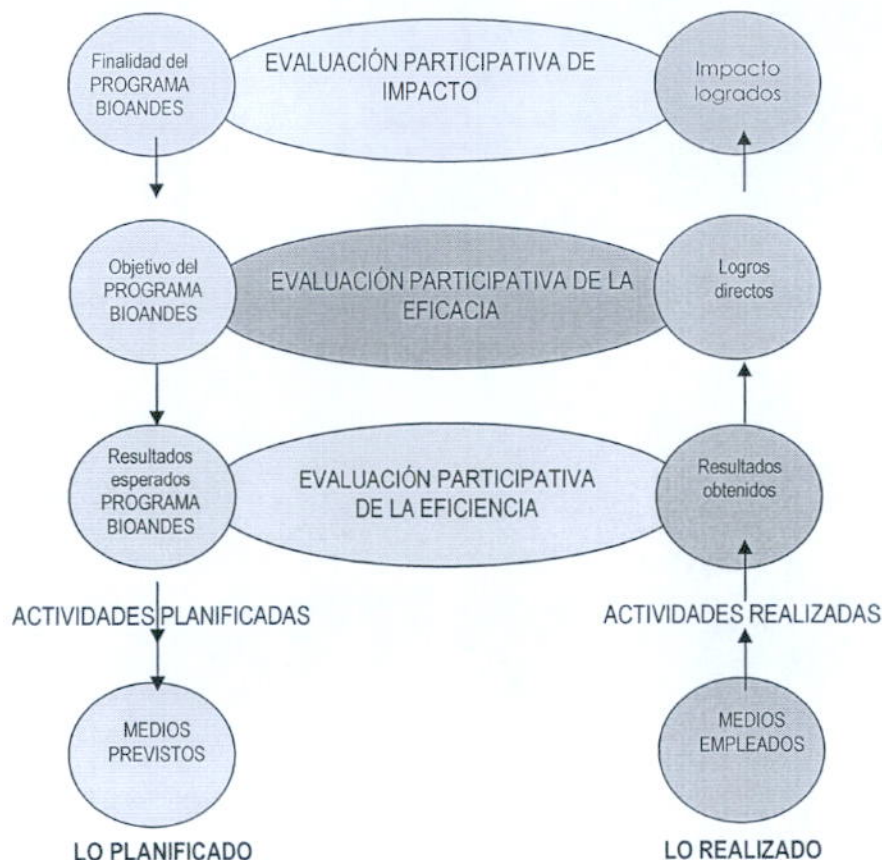 Finalidad del
PROGRAMA
BIOANDES
EVALUACIÓN PARTICIPATIVA DE
IMPACTO
Impacto
logrados
Objetivo del
PROGRAMA
BIOANDES
EVALUACIÓN PARTICIPATIVA DE LA
EFICACIA
Logros
directos
Resultados
esperados
PROGRAMA
BIOANDES
EVALUACIÓN PARTICIPATIVA
DE LA EFICIENCIA
Resultados
obtenidos
ACTIVIDADES PLANIFICADAS
ACTIVIDADES REALIZADAS
MEDIOS
PREVISTOS
MEDIOS
EMPLEADOS
LO PLANIFICADO
LO REALIZADO